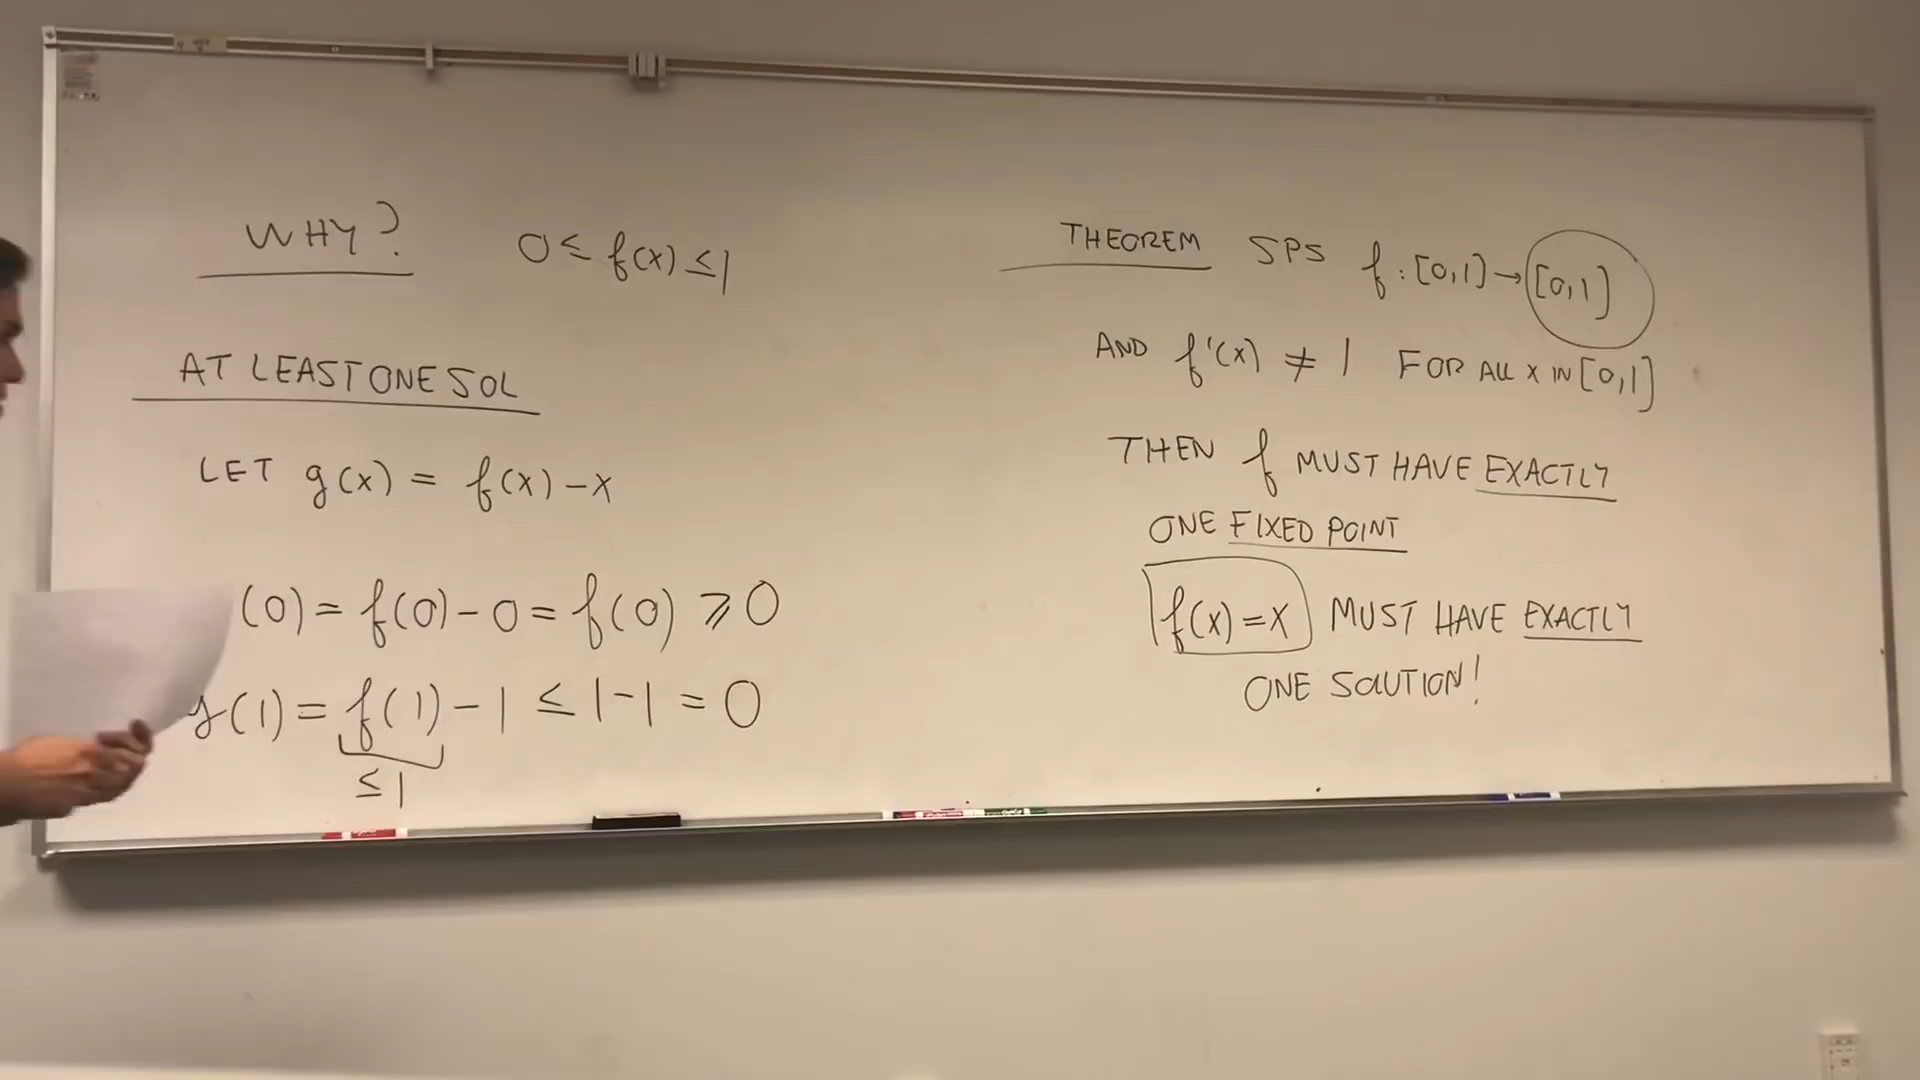 WHY? 0 ≤ f(x) ≤ 1
AT LEAST ONE SOL
LET g(x) = f(x) - x
(0) = f(0) - 0 = f(0) ⩾ 0
g(1) = f(1) - 1 ≤ 1 - 1 = 0
≤ 1
THEOREM SPS f : [0,1] → [0,1]
AND f'(x) ≠ 1 FOR ALL X IN [0,1]
THEN f MUST HAVE EXACTLY
ONE FIXED POINT
f(x) = x MUST HAVE EXACTLY
ONE SOLUTION!